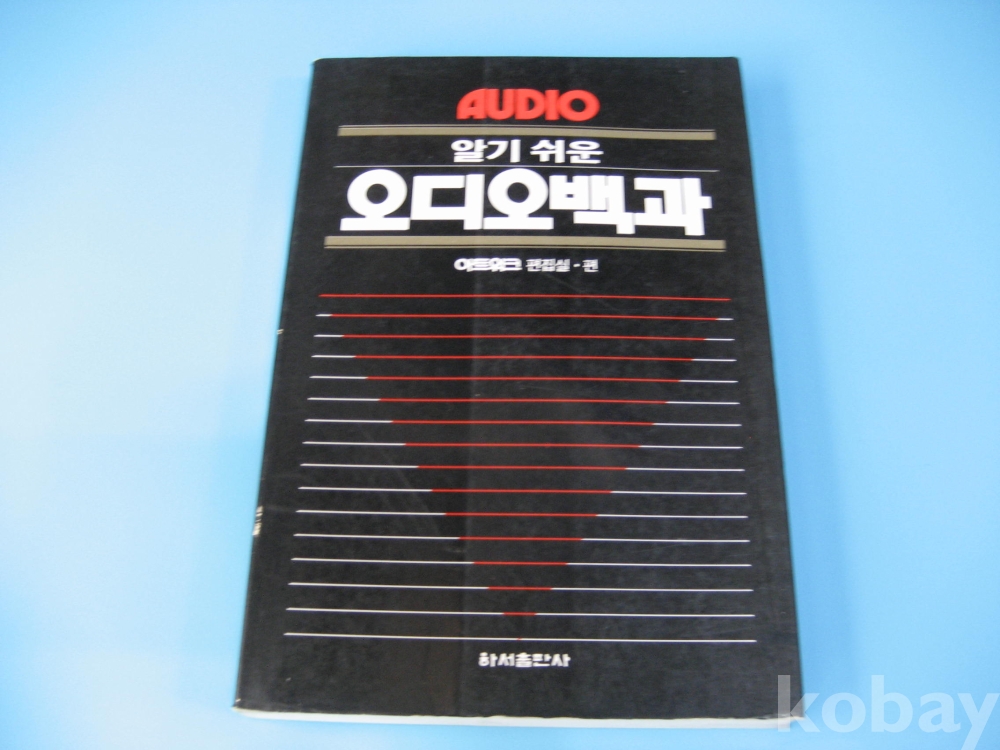 AUDIO
알기 쉬운
오디오백과
아트워크 편집실·편
하서출판사
kobay